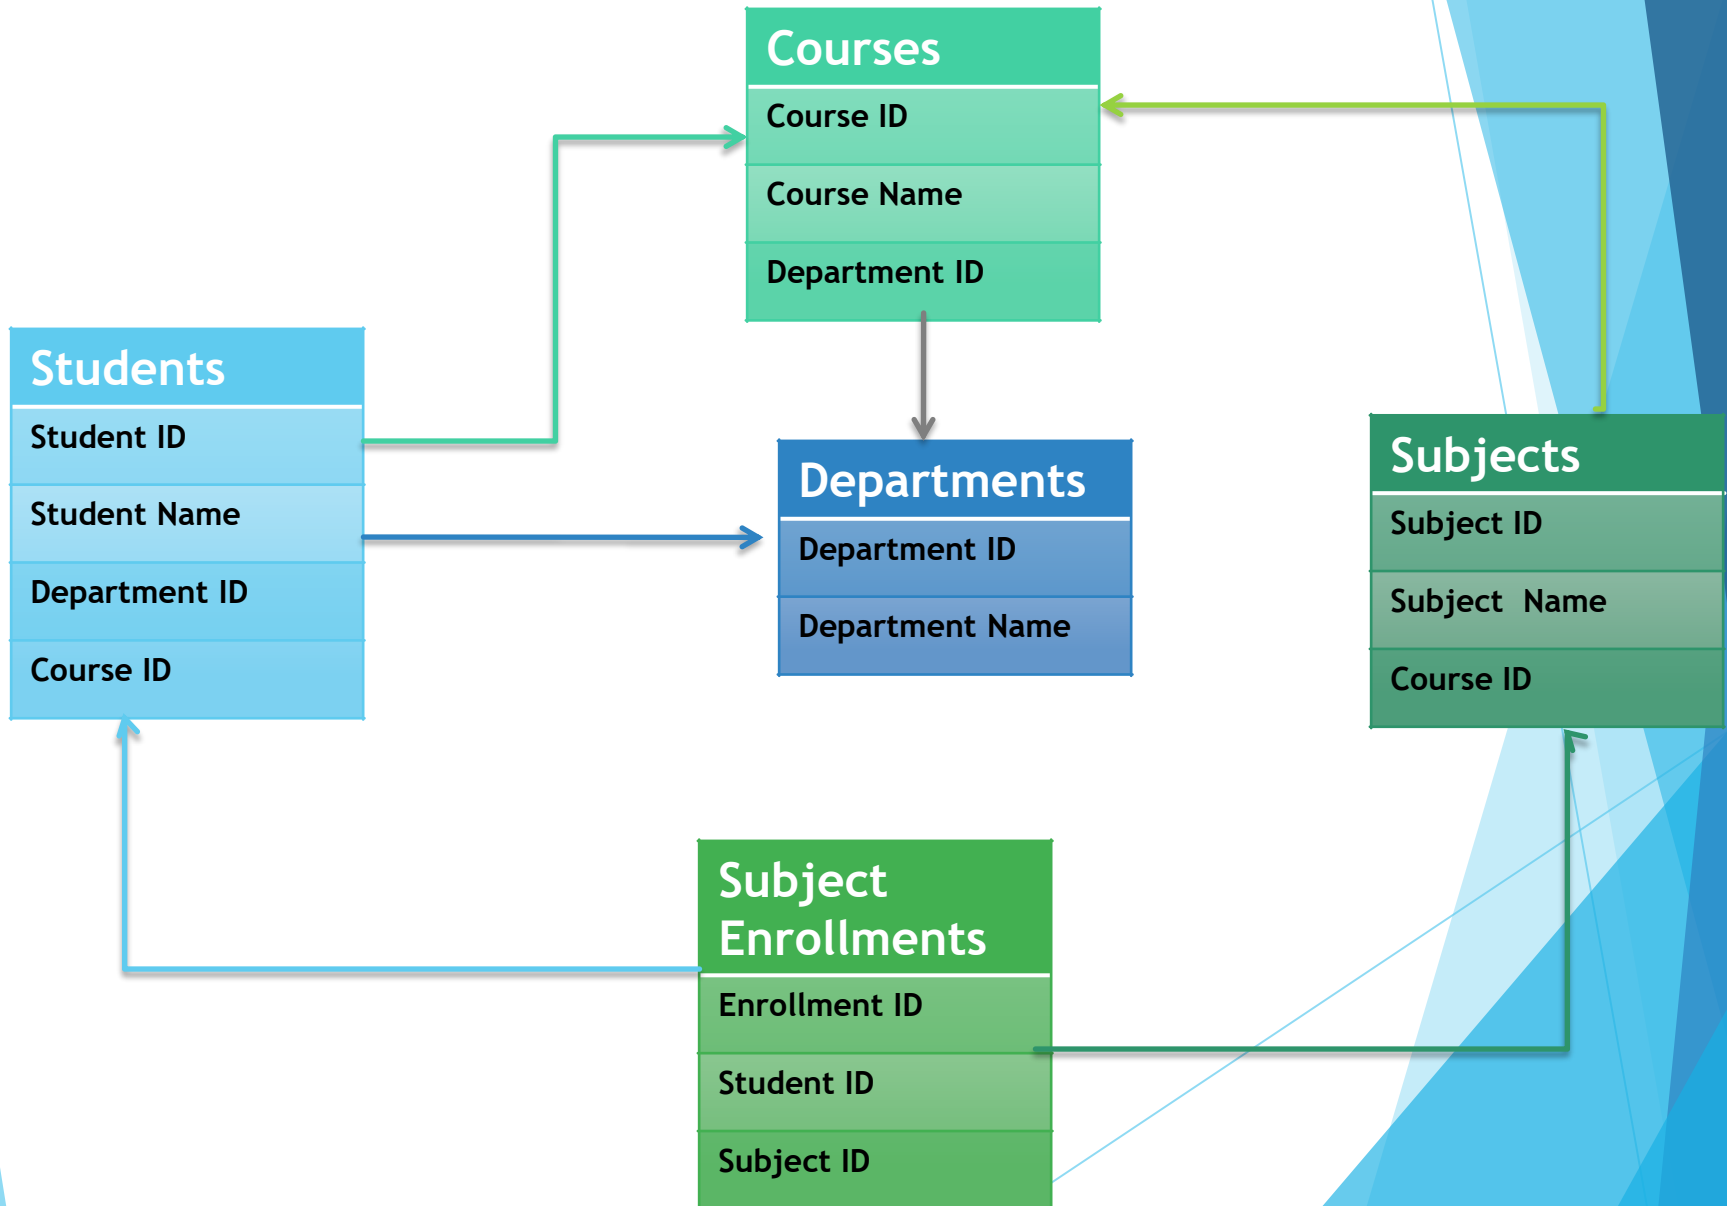 Courses
Course ID
Course Name
Department ID
Students
Student ID
Student Name
Department ID
Course ID
Departments
Department ID
Department Name
Subjects
Subject ID
Subject  Name
Course ID
Subject
Enrollments
Enrollment ID
Student ID
Subject ID